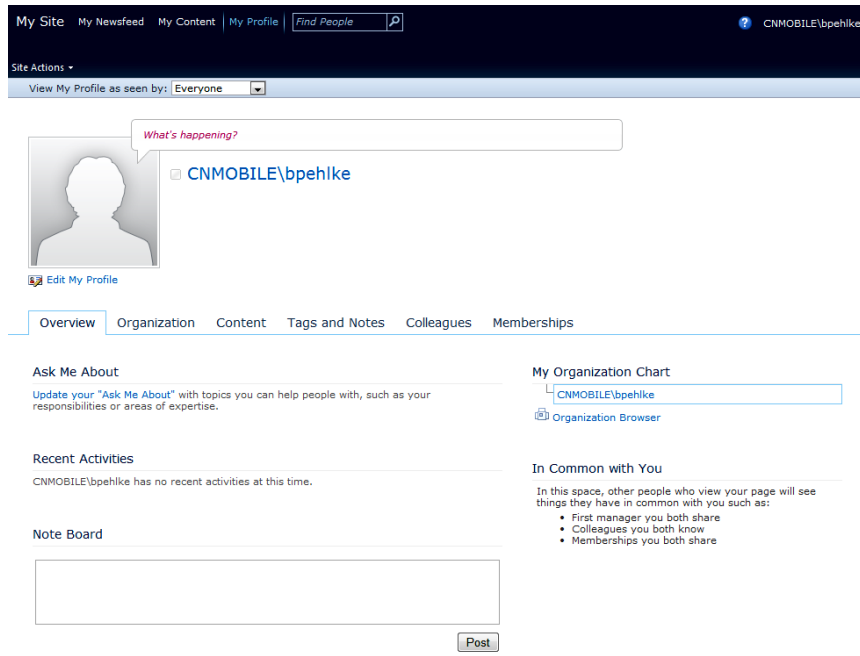 My Site My Newsfeed My Content My Profile Find People CNMOBILE\bpehlke
Site Actions
View My Profile as seen by: Everyone
What's happening?
CNMOBILE\bpehlke
Edit My Profile
Overview Organization Content Tags and Notes Colleagues Memberships
Ask Me About
Update your "Ask Me About" with topics you can help people with, such as your
responsibilities or areas of expertise.
Recent Activities
CNMOBILE\bpehlke has no recent activities at this time.
Note Board
Post
My Organization Chart
CNMOBILE\bpehlke
Organization Browser
In Common with You
In this space, other people who view your page will see
things they have in common with you such as:
• First manager you both share
• Colleagues you both know
• Memberships you both share